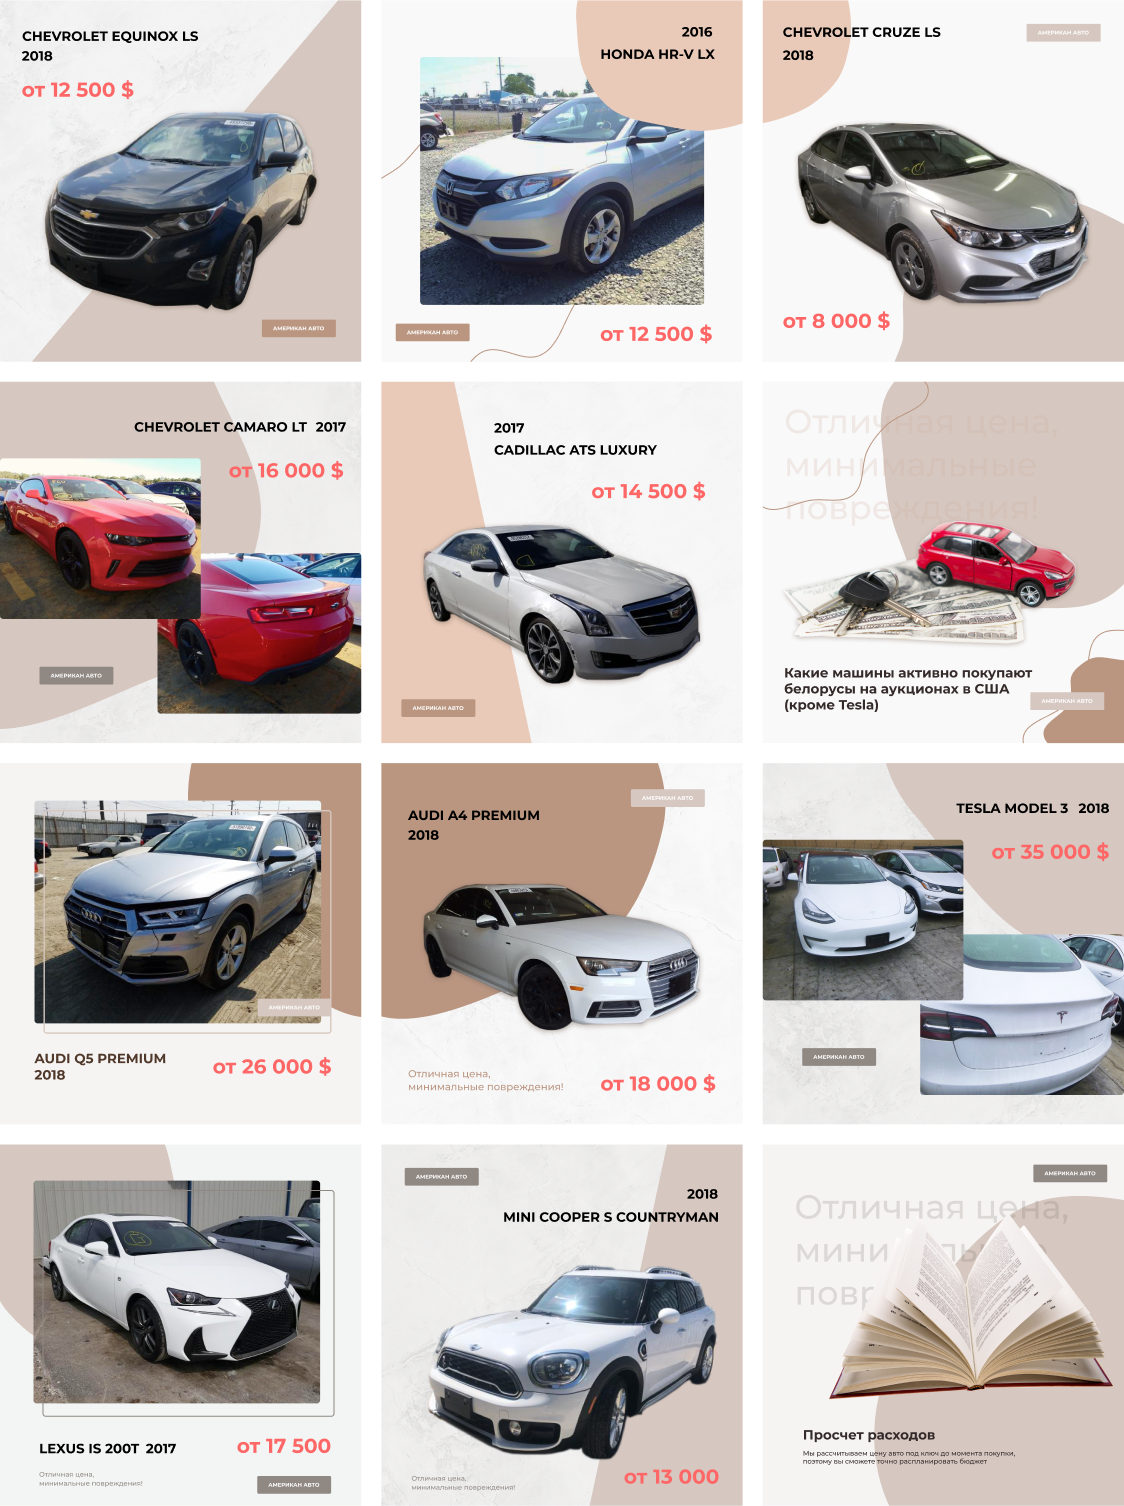 CHEVROLET EQUINOX LS
2018
от 12 500 $
АМЕРИКАН АВТО
2016
HONDA HR-V LX
АМЕРИКАН АВТО
от 12 500 $
CHEVROLET CRUZE LS
2018
АМЕРИКАН АВТО
от 8 000 $
CHEVROLET CAMARO LT 2017
от 16 000 $
АМЕРИКАН АВТО
2017
CADILLAC ATS LUXURY
от 14 500 $
АМЕРИКАН АВТО
Отличная цена,
минимальные
повреждения!
Какие машины активно покупают
белорусы на аукционах в США
(кроме Tesla)
АМЕРИКАН АВТО
АМЕРИКАН АВТО
AUDI Q5 PREMIUM
2018
от 26 000 $
АМЕРИКАН АВТО
AUDI A4 PREMIUM
2018
Отличная цена,
минимальные повреждения!
от 18 000 $
TESLA MODEL 3 2018
от 35 000 $
АМЕРИКАН АВТО
LEXUS IS 200T 2017
от 17 500
Отличная цена,
минимальные повреждения!
АМЕРИКАН АВТО
АМЕРИКАН АВТО
2018
MINI COOPER S COUNTRYMAN
Отличная цена,
минимальные повреждения!
от 13 000
АМЕРИКАН АВТО
Отличная цена,
Просчет расходов
Мы рассчитываем цену авто под ключ до момента покупки,
поэтому вы сможете точно распланировать бюджет